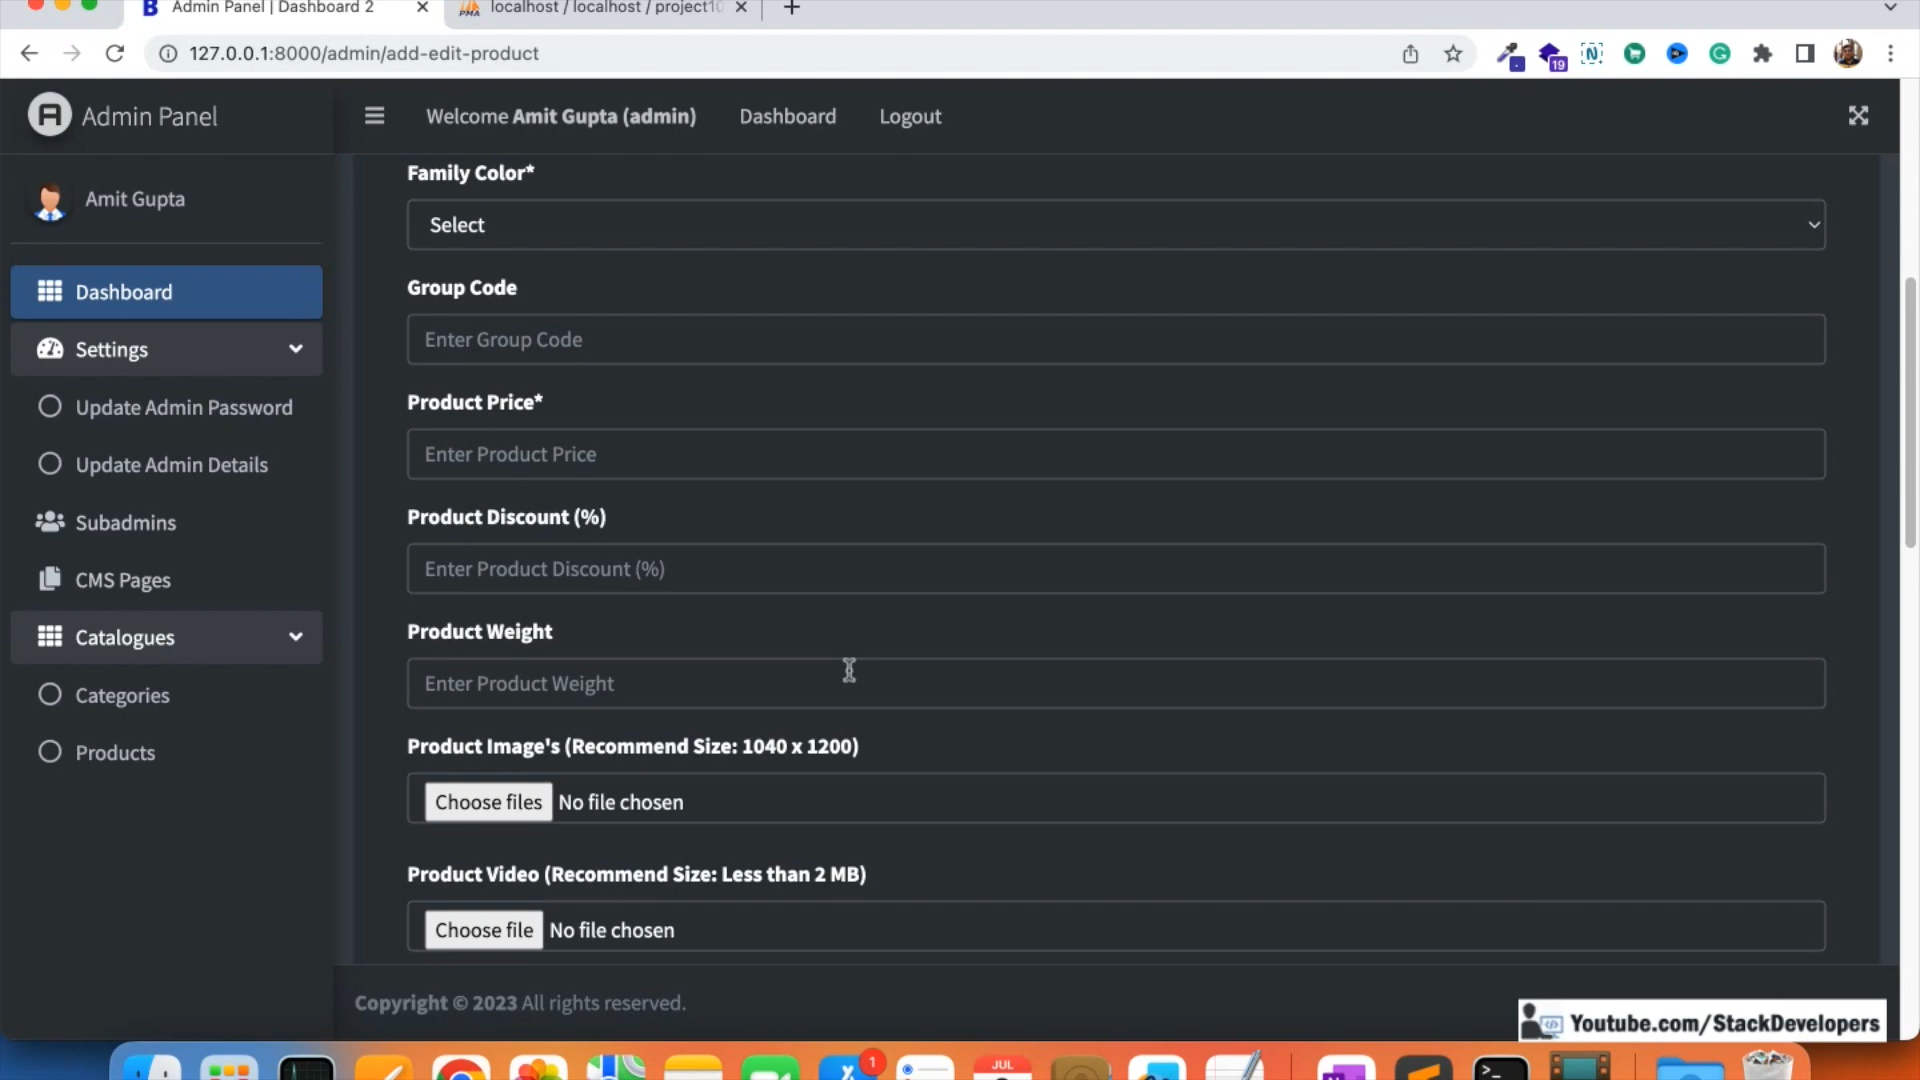 Admin Panel | Dashboard 2
localhost / localhost / project10
127.0.0.1:8000/admin/add-edit-product
19
Admin Panel
Welcome Amit Gupta (admin)
Dashboard
Logout
Amit Gupta
Dashboard
Settings
Update Admin Password
Update Admin Details
Subadmins
CMS Pages
Catalogues
Categories
Products
Family Color*
Select
Group Code
Enter Group Code
Product Price*
Enter Product Price
Product Discount (%)
Enter Product Discount (%)
Product Weight
Enter Product Weight
Product Image's (Recommend Size: 1040 x 1200)
Choose files No file chosen
Product Video (Recommend Size: Less than 2 MB)
Choose file No file chosen
Copyright © 2023 All rights reserved.
Youtube.com/StackDevelopers
1
JUL